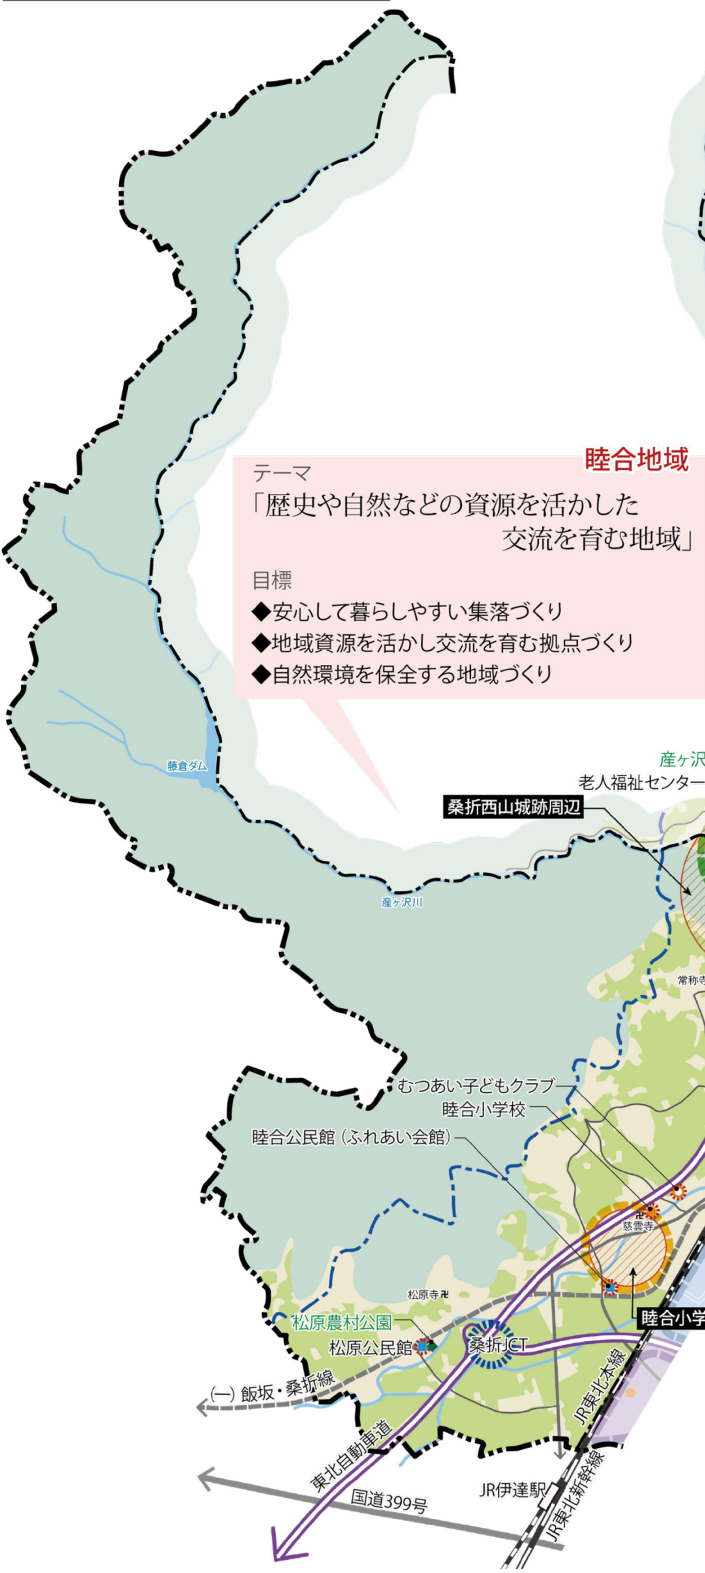 睦合地域
テーマ
「歴史や自然などの資源を活かした
交流を育む地域」
目標
◆安心して暮らしやすい集落づくり
◆地域資源を活かし交流を育む拠点づくり
◆自然環境を保全する地域づくり
産ヶ沢
藤倉ダム
老人福祉センター
桑折西山城跡周辺
産ヶ沢川
常称寺
むつあい子どもクラブ
睦合小学校
睦合公民館（ふれあい会館）
卍
慈雲寺
松原寺卍
松原農村公園
睦合小学
松原公民館
桑折JCT
(一) 飯坂・桑折線
JR東北本線
東北自動車道
JR伊達駅
国道399号
JR東北新幹線